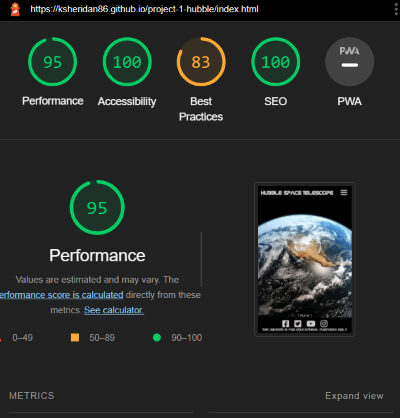 https://ksheridan86.github.io/project-1-hubble/index.html
95
100
83
100
PWA
Performance
Accessibility
Best
Practices
SEO
PWA
95
Performance
Values are estimated and may vary. The
erformance score is calculated directly from these
metrics. See calculator.
0–49
50–89
90–100
HUBBLE SPACE TELESCOPE
THIS WEBSITE IS FOR EDUCATIONAL PURPOSES ONLY
METRICS
Expand view